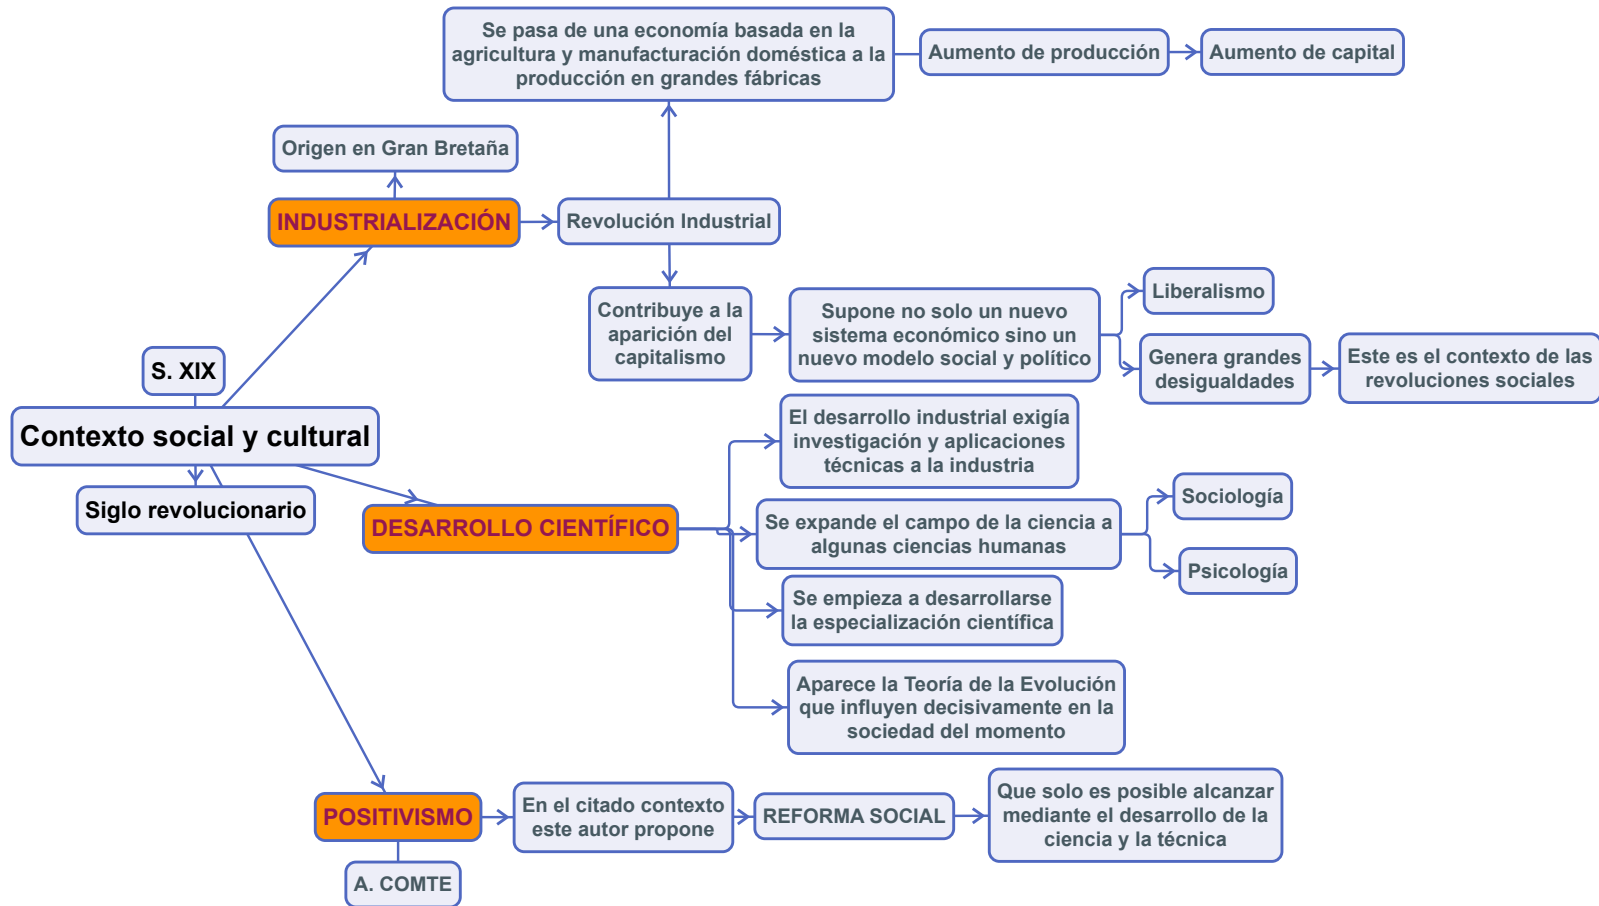 Se pasa de una economía basada en la
agricultura y manufacturación doméstica a la
producción en grandes fábricas
Aumento de producción
Aumento de capital
Origen en Gran Bretaña
INDUSTRIALIZACIÓN
Revolución Industrial
Contribuye a la
aparición del
capitalismo
Supone no solo un nuevo
sistema económico sino un
nuevo modelo social y político
Liberalismo
Genera grandes
desigualdades
Este es el contexto de las
revoluciones sociales
S. XIX
Contexto social y cultural
Siglo revolucionario
DESARROLLO CIENTÍFICO
El desarrollo industrial exigía
investigación y aplicaciones
técnicas a la industria
Se expande el campo de la ciencia a
algunas ciencias humanas
Sociología
Psicología
Se empieza a desarrollarse
la especialización científica
Aparece la Teoría de la Evolución
que influyen decisivamente en la
sociedad del momento
POSITIVISMO
A. COMTE
En el citado contexto
este autor propone
REFORMA SOCIAL
Que solo es posible alcanzar
mediante el desarrollo de la
ciencia y la técnica